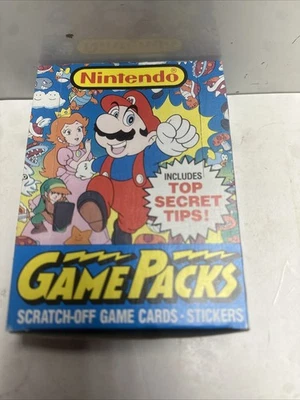 Nintendo
INCLUDES
TOP
SECRET
TIPS!
GAME PACKS
SCRATCH-OFF GAME CARDS • STICKERS